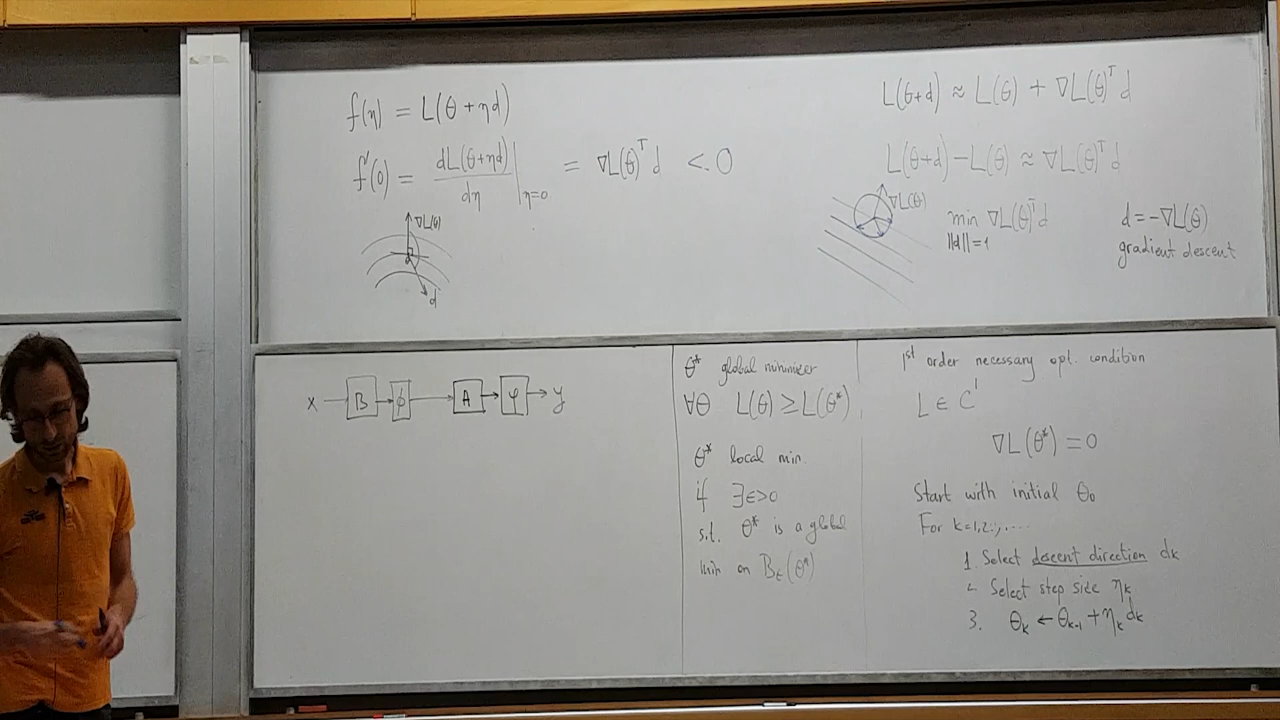 f(η) = L(θ + ηd)
f'(0) = dL(θ+ηd)/dη |η=0 = ∇L(θ)ᵀd < 0
∇L(θ)
d
L(θ+d) ≈ L(θ) + ∇L(θ)ᵀd
L(θ+d) − L(θ) ≈ ∇L(θ)ᵀd
∇L(θ)
min ∇L(θ)ᵀd
||d||=1
d = −∇L(θ)
gradient descent
x → B → ϕ → A → φ → y
θ* global minimizer
∀θ L(θ) ≥ L(θ*)
θ* local min.
if ∃ϵ>0
s.t. θ* is a global
min on Bϵ(θ*)
1st order necessary opt. condition
L ∈ C¹
∇L(θ*) = 0
Start with initial θ₀
For k=1,2,....
1. Select descent direction dk
2. Select step size ηk
3. θk ← θk-1 + ηk dk